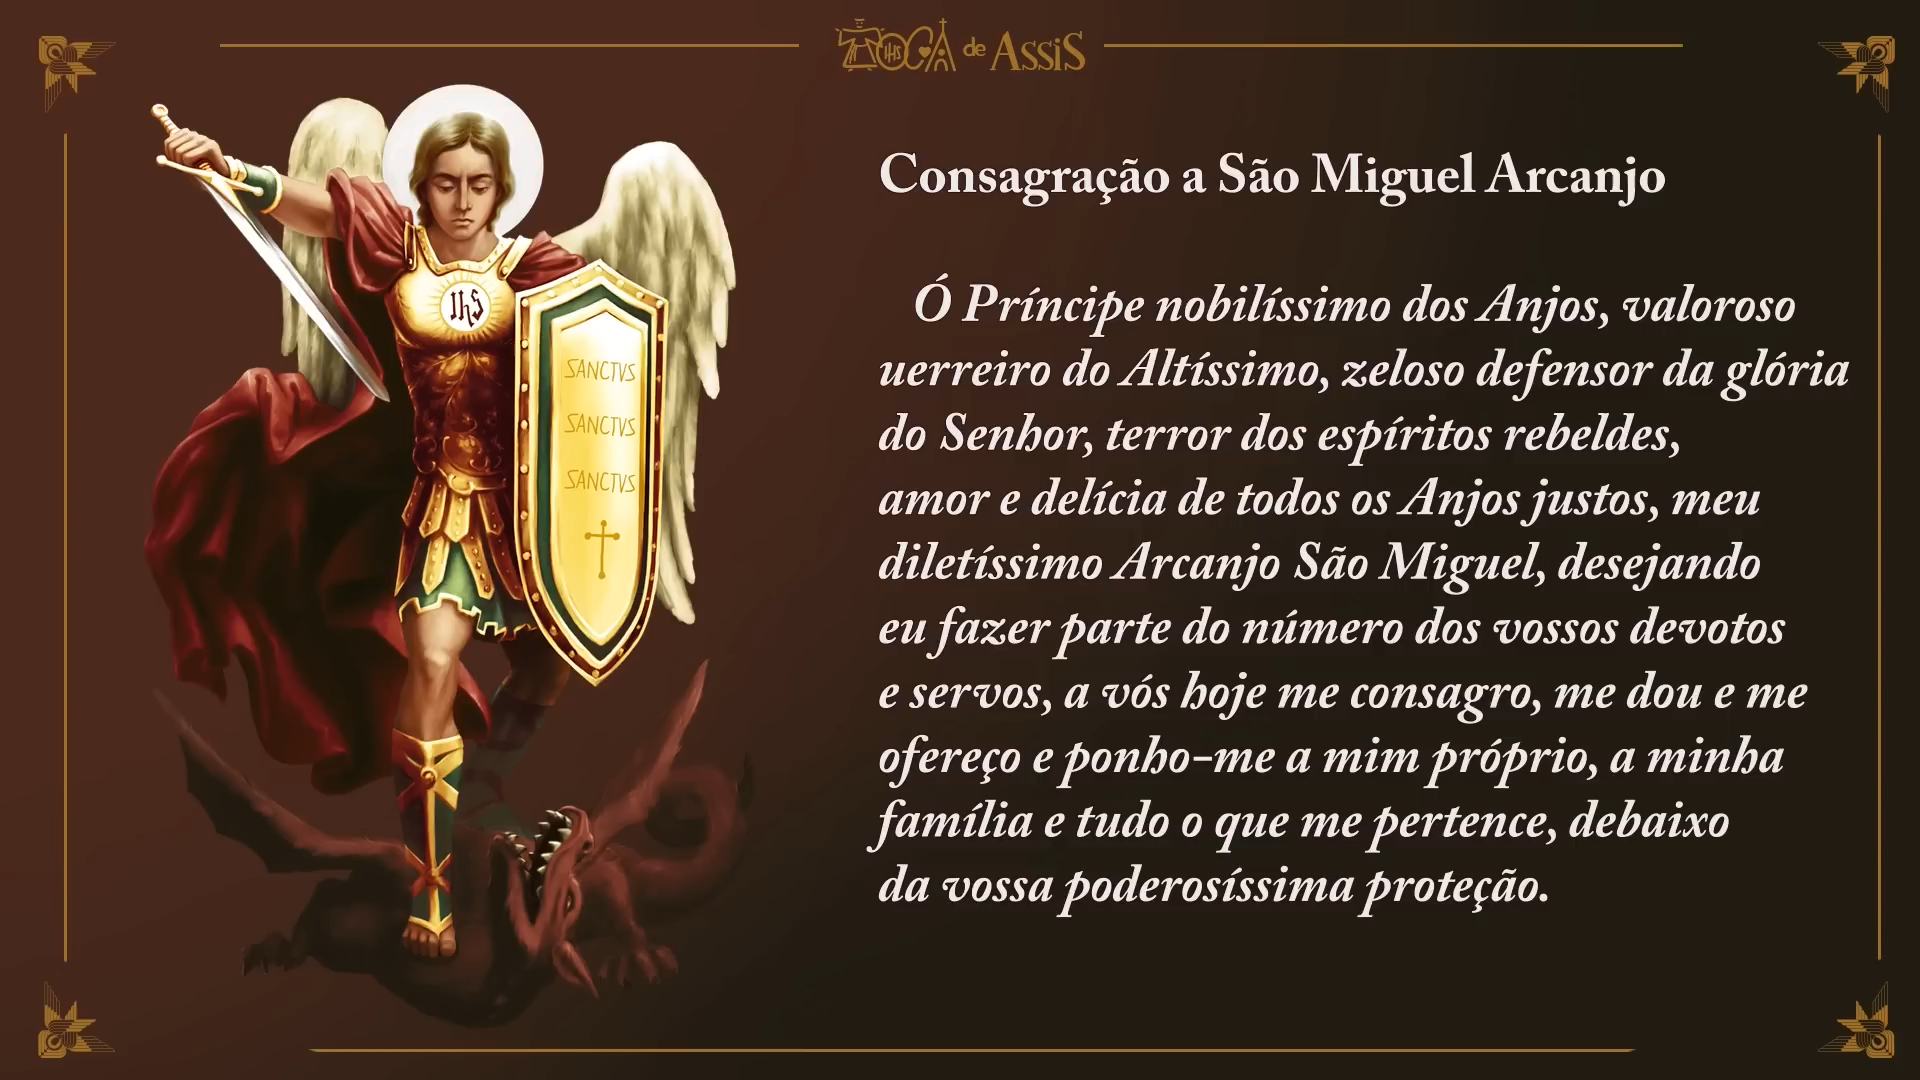 TOCA de ASSIS
IHS
Consagração a São Miguel Arcanjo
Ó Príncipe nobilíssimo dos Anjos, valoroso
uerreiro do Altíssimo, zeloso defensor da glória
do Senhor, terror dos espíritos rebeldes,
amor e delícia de todos os Anjos justos, meu
diletíssimo Arcanjo São Miguel, desejando
eu fazer parte do número dos vossos devotos
e servos, a vós hoje me consagro, me dou e me
ofereço e ponho-me a mim próprio, a minha
família e tudo o que me pertence, debaixo
da vossa poderosíssima proteção.
IhS
SANCTVS
SANCTVS
SANCTVS